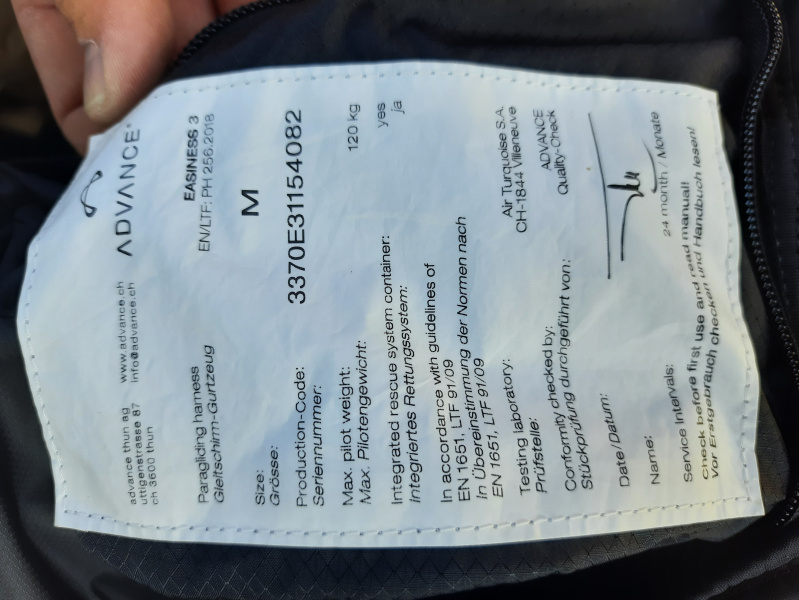 advance thun ag www.advance.ch
uttigenstrasse 87 info@advance.ch
ch 3600 thun
ADVANCE
Paragliding harness EASINESS 3
Gleitschirm-Gurtzeug EN/LTF: PH 256.2018
Size: M
Grösse:
Production-Code: 3370E31154082
Seriennummer:
Max. pilot weight: 120 kg
Max. Pilotengewicht:
Integrated rescue system container: yes
Integriertes Rettungssystem: ja
In accordance with guidelines of
EN 1651, LTF 91/09
In Übereinstimmung der Normen nach
EN 1651, LTF 91/09
Testing laboratory: Air Turquoise S.A.
Prüfstelle: CH-1844 Villeneuve
Conformity checked by: ADVANCE
Stückprüfung durchgeführt von: Quality-Check
Date/Datum:
Name:
Service Intervals: 24 month / Monate
Check before first use and read manual!
Vor Erstgebrauch checken und Handbuch lesen!